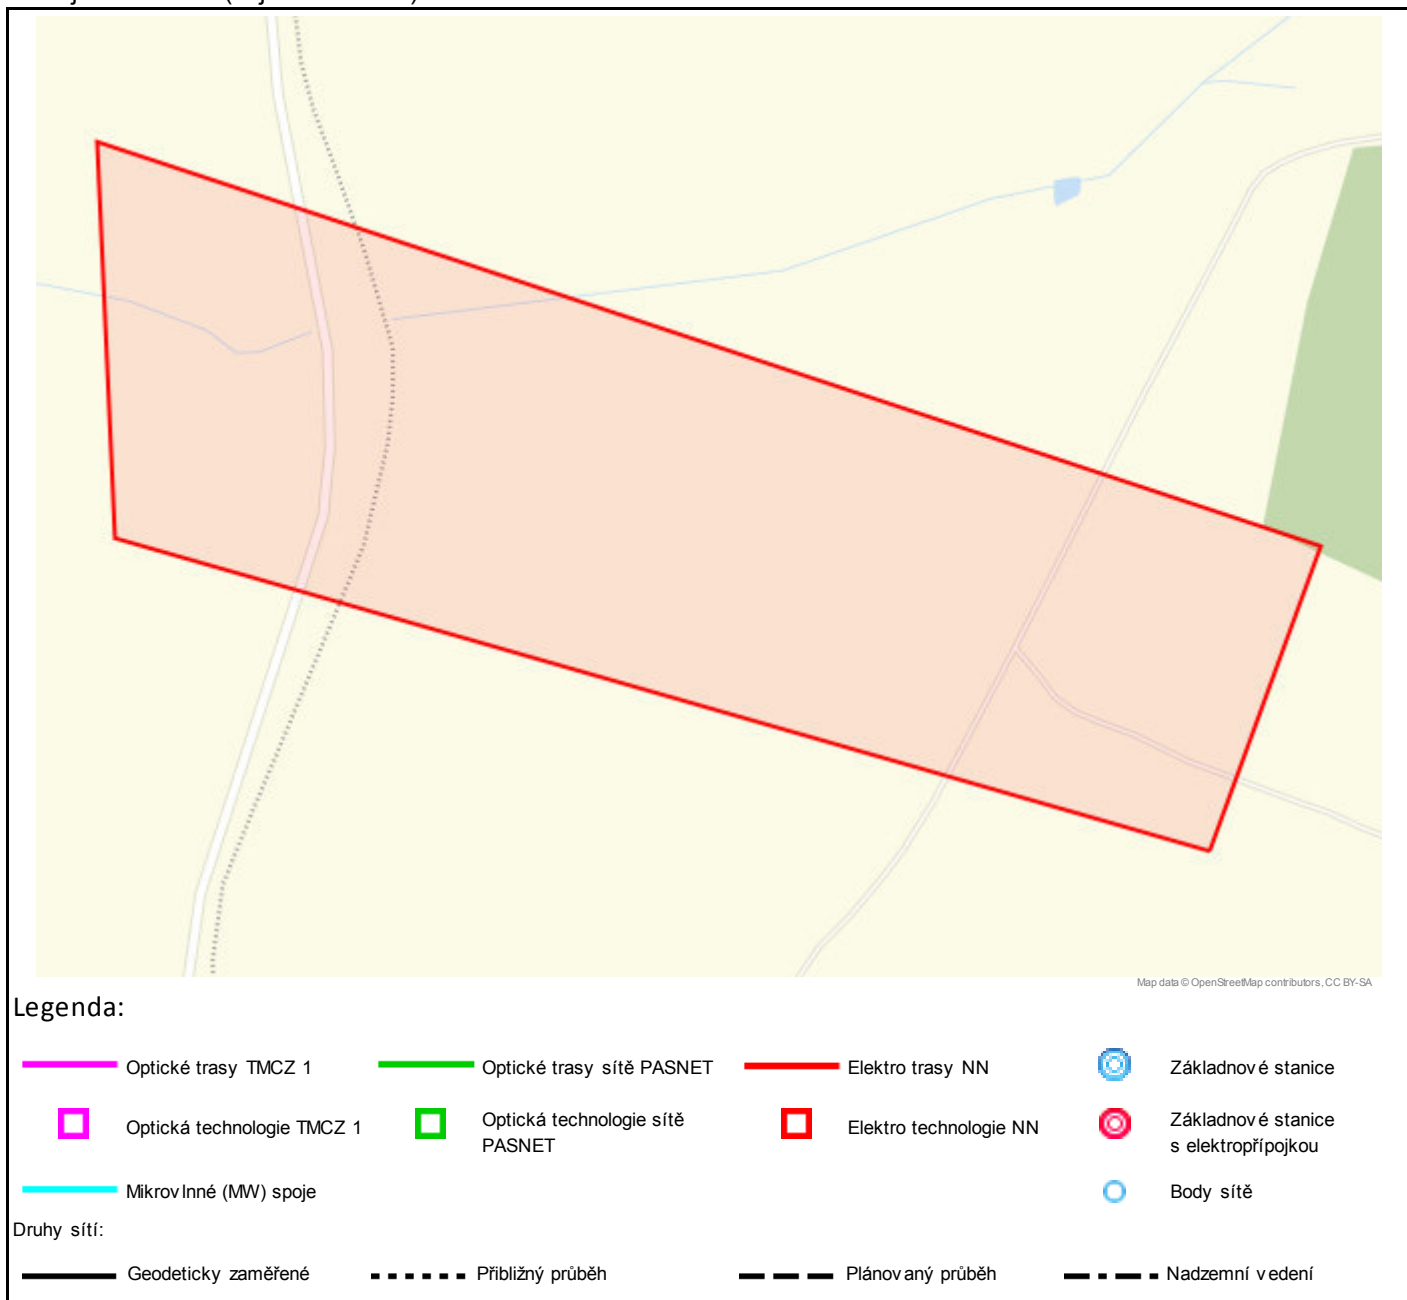 Map data © OpenStreetMap contributors, CC BY-SA
Legenda:
Optické trasy TMCZ 1
Optické trasy sítě PASNET
Elektro trasy NN
Základnové stanice
Optická technologie TMCZ 1
Optická technologie sítě
PASNET
Elektro technologie NN
Základnové stanice
s elektropřípojkou
Mikrovlnné (MW) spoje
Body sítě
Druhy sítí:
Geodeticky zaměřené
Přibližný průběh
Plánovaný průběh
Nadzemní vedení